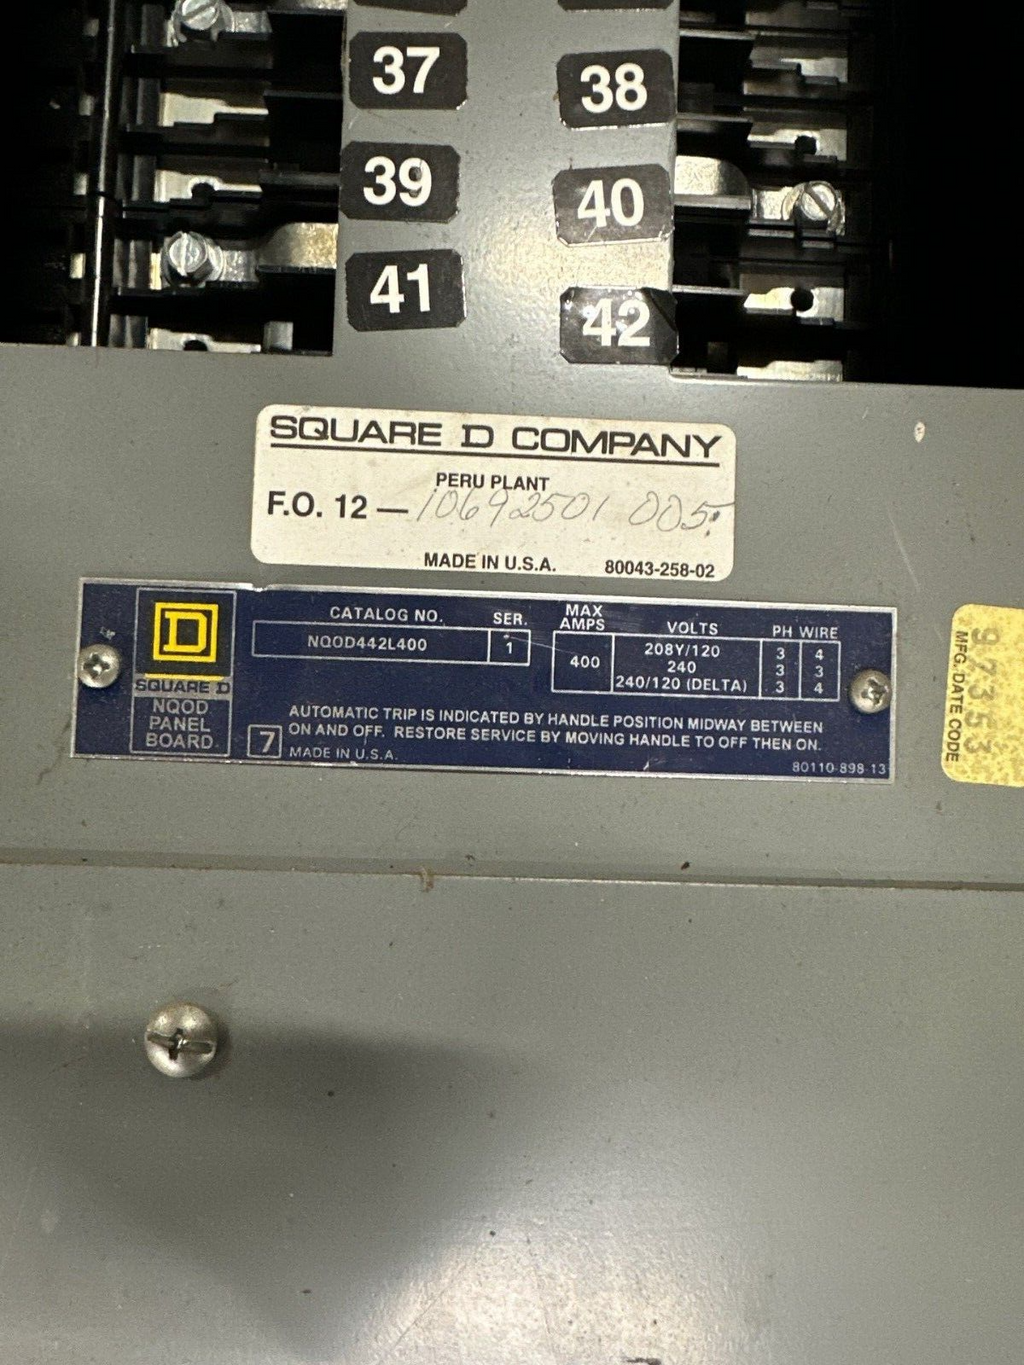 37
38
39
40
41
42
SQUARE D COMPANY
PERU PLANT
F.O. 12 — 10692501 005
MADE IN U.S.A. 80043-258-02
D
SQUARE D
NQOD
PANEL
BOARD
CATALOG NO. SER.
NQOD442L400 1
MAX
AMPS VOLTS PH WIRE
400
208Y/120 3 4
240 3 3
240/120 (DELTA) 3 4
7
AUTOMATIC TRIP IS INDICATED BY HANDLE POSITION MIDWAY BETWEEN
ON AND OFF. RESTORE SERVICE BY MOVING HANDLE TO OFF THEN ON.
MADE IN U.S.A.
80110-898-13
97353
MFG. DATE CODE